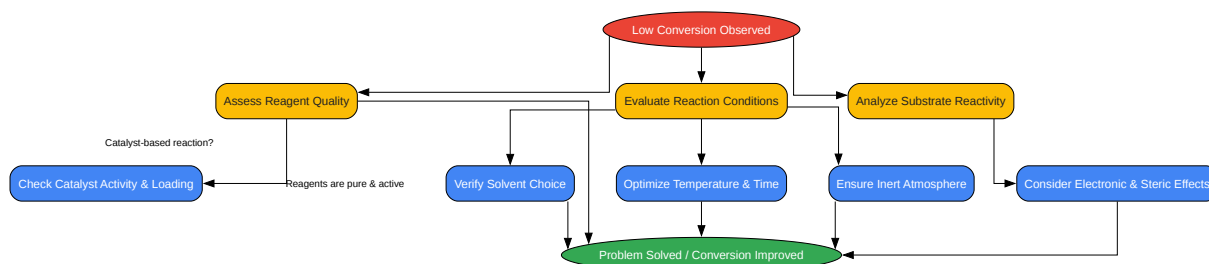 Low Conversion Observed
Assess Reagent Quality
Evaluate Reaction Conditions
Analyze Substrate Reactivity
Catalyst-based reaction?
Check Catalyst Activity & Loading
Reagents are pure & active
Verify Solvent Choice
Optimize Temperature & Time
Ensure Inert Atmosphere
Consider Electronic & Steric Effects
Problem Solved / Conversion Improved